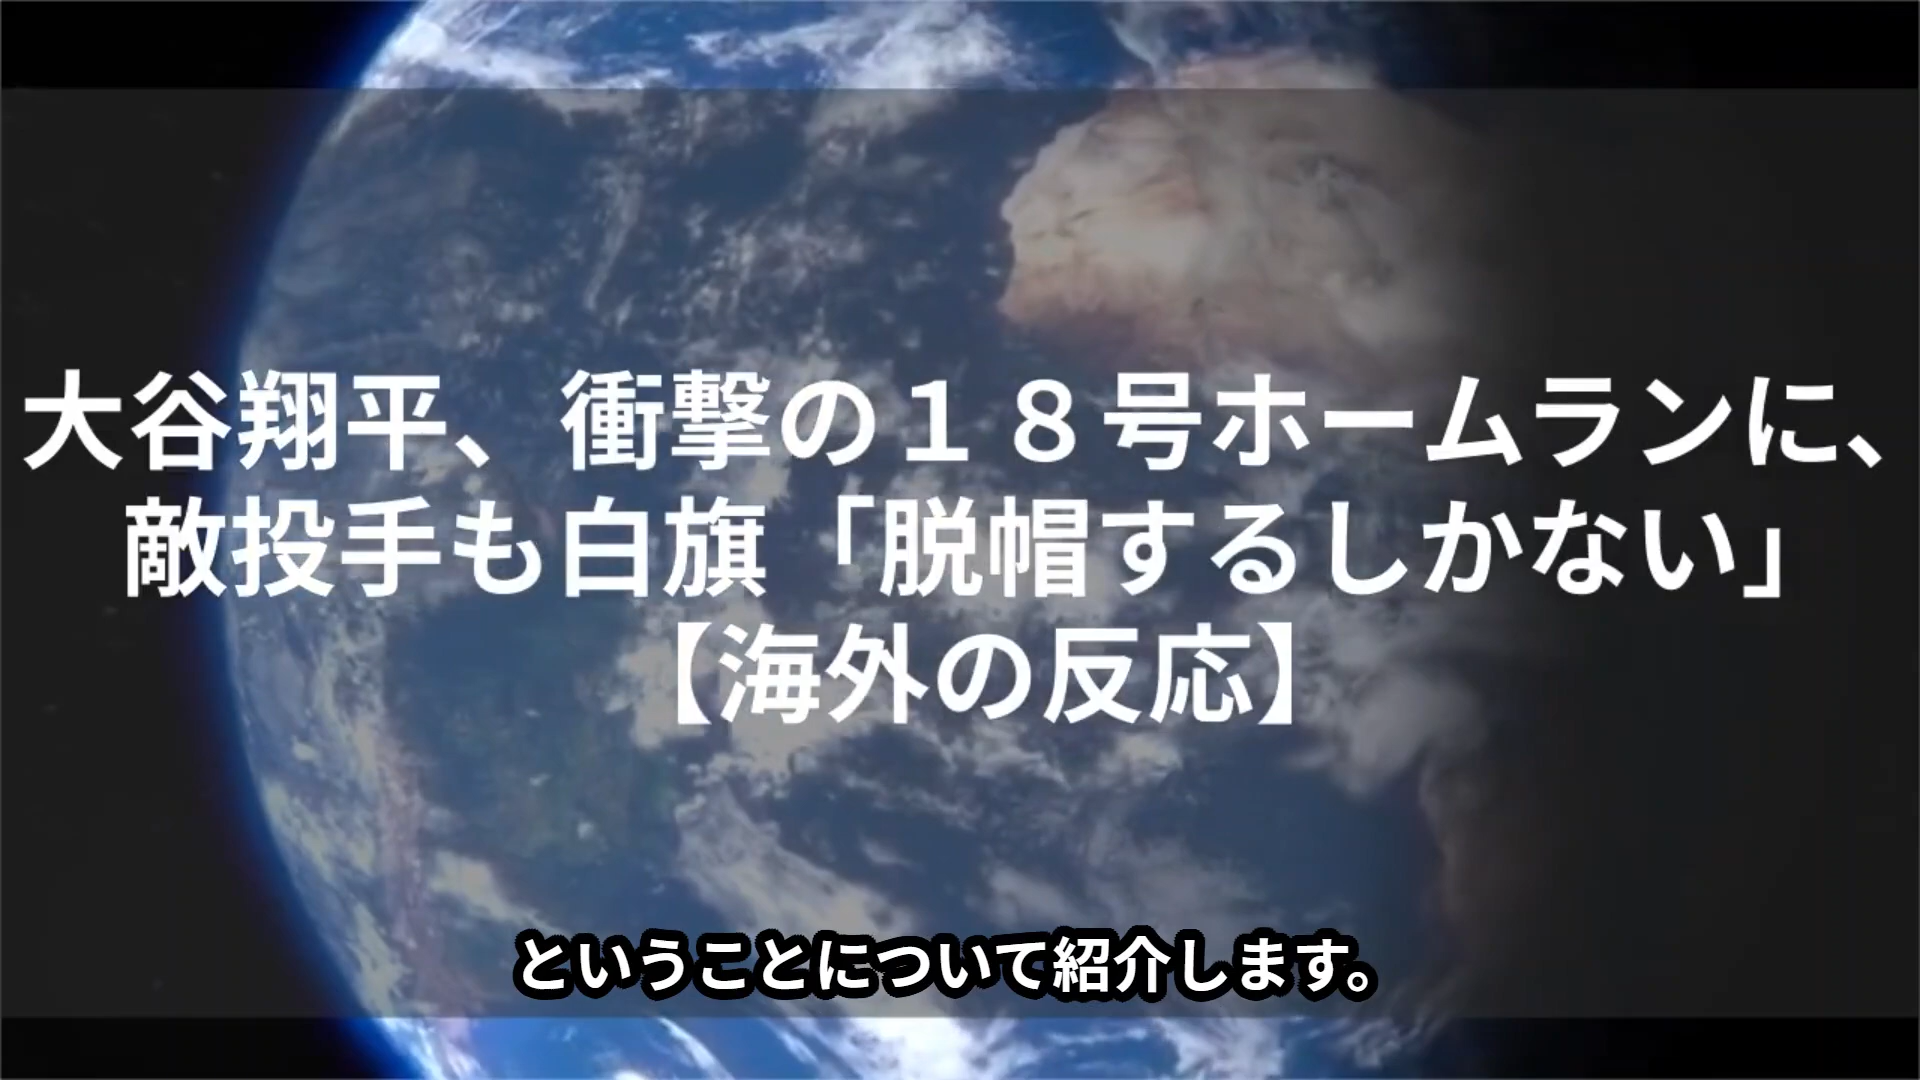 大谷翔平、衝撃の１８号ホームランに、
敵投手も白旗「脱帽するしかない」
【海外の反応】
ということについて紹介します。